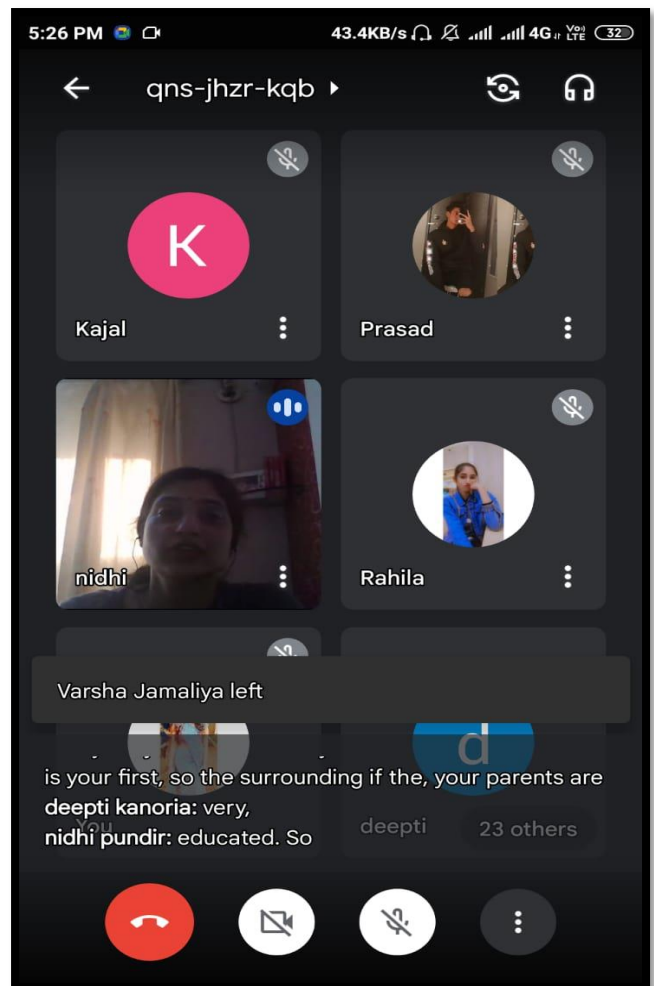 5:26 PM 43.4KB/s 4G Vo)) LTE 32
qns-jhzr-kqb
K
Kajal
Prasad
nidhi
Rahila
Varsha Jamaliya left
d
is your first, so the surrounding if the, your parents are
deepti kanoria: very,
You
deepti
23 others
nidhi pundir: educated. So